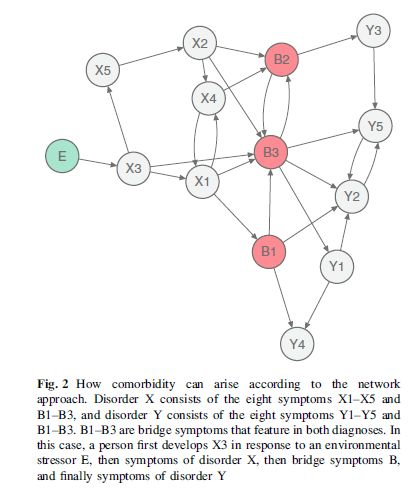 Y3
X2
B2
X5
X4
Y5
E
B3
X3
X1
Y2
B1
Y1
Y4
Fig. 2 How comorbidity can arise according to the network
approach. Disorder X consists of the eight symptoms X1–X5 and
B1–B3, and disorder Y consists of the eight symptoms Y1–Y5 and
B1–B3. B1–B3 are bridge symptoms that feature in both diagnoses. In
this case, a person first develops X3 in response to an environmental
stressor E, then symptoms of disorder X, then bridge symptoms B,
and finally symptoms of disorder Y